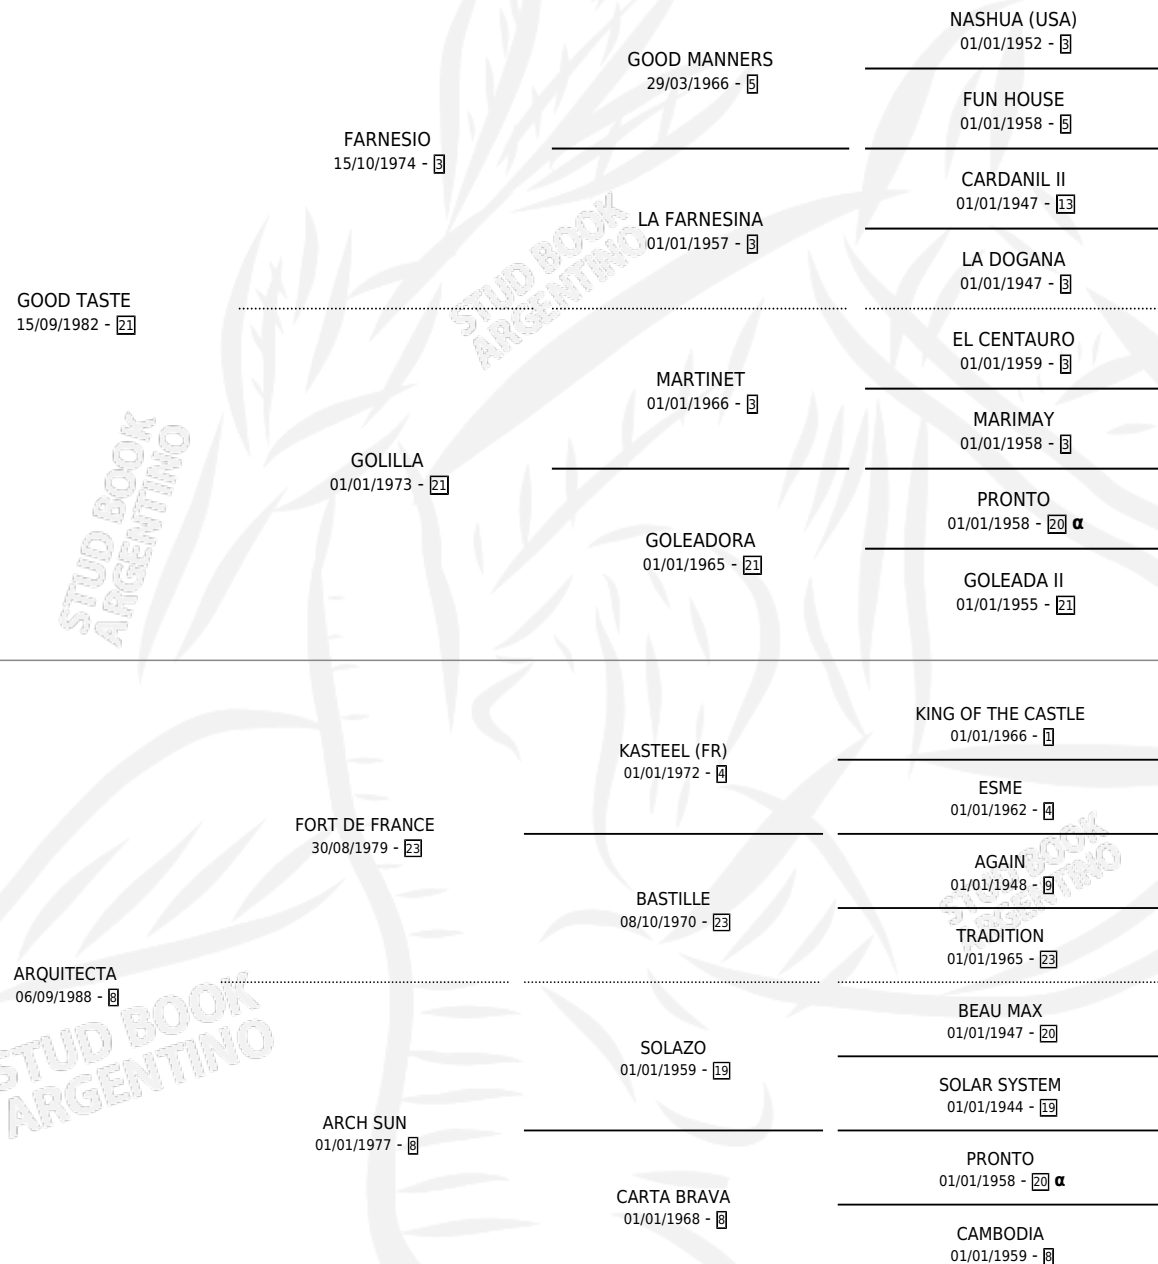 NASHUA (USA)
01/01/1952 - 3
GOOD MANNERS
29/03/1966 - 5
FUN HOUSE
01/01/1958 - 5
FARNESIO
15/10/1974 - 3
CARDANIL II
01/01/1947 - 13
LA FARNESINA
01/01/1957 - 3
LA DOGANA
01/01/1947 - 3
GOOD TASTE
15/09/1982 - 21
EL CENTAURO
01/01/1959 - 3
MARTINET
01/01/1966 - 3
MARIMAY
01/01/1958 - 3
GOLILLA
01/01/1973 - 21
PRONTO
01/01/1958 - 20 α
GOLEADORA
01/01/1965 - 21
GOLEADA II
01/01/1955 - 21
KING OF THE CASTLE
01/01/1966 - 1
KASTEEL (FR)
01/01/1972 - 4
ESME
01/01/1962 - 4
FORT DE FRANCE
30/08/1979 - 23
AGAIN
01/01/1948 - 9
BASTILLE
08/10/1970 - 23
TRADITION
01/01/1965 - 23
ARQUITECTA
06/09/1988 - 8
BEAU MAX
01/01/1947 - 20
SOLAZO
01/01/1959 - 19
SOLAR SYSTEM
01/01/1944 - 19
ARCH SUN
01/01/1977 - 8
PRONTO
01/01/1958 - 20 α
CARTA BRAVA
01/01/1968 - 8
CAMBODIA
01/01/1959 - 8
STUD BOOK
ARGENTINO
STUD BOOK
ARGENTINO
STUD BOOK
ARGENTINO
STUD BOOK
ARGENTINO